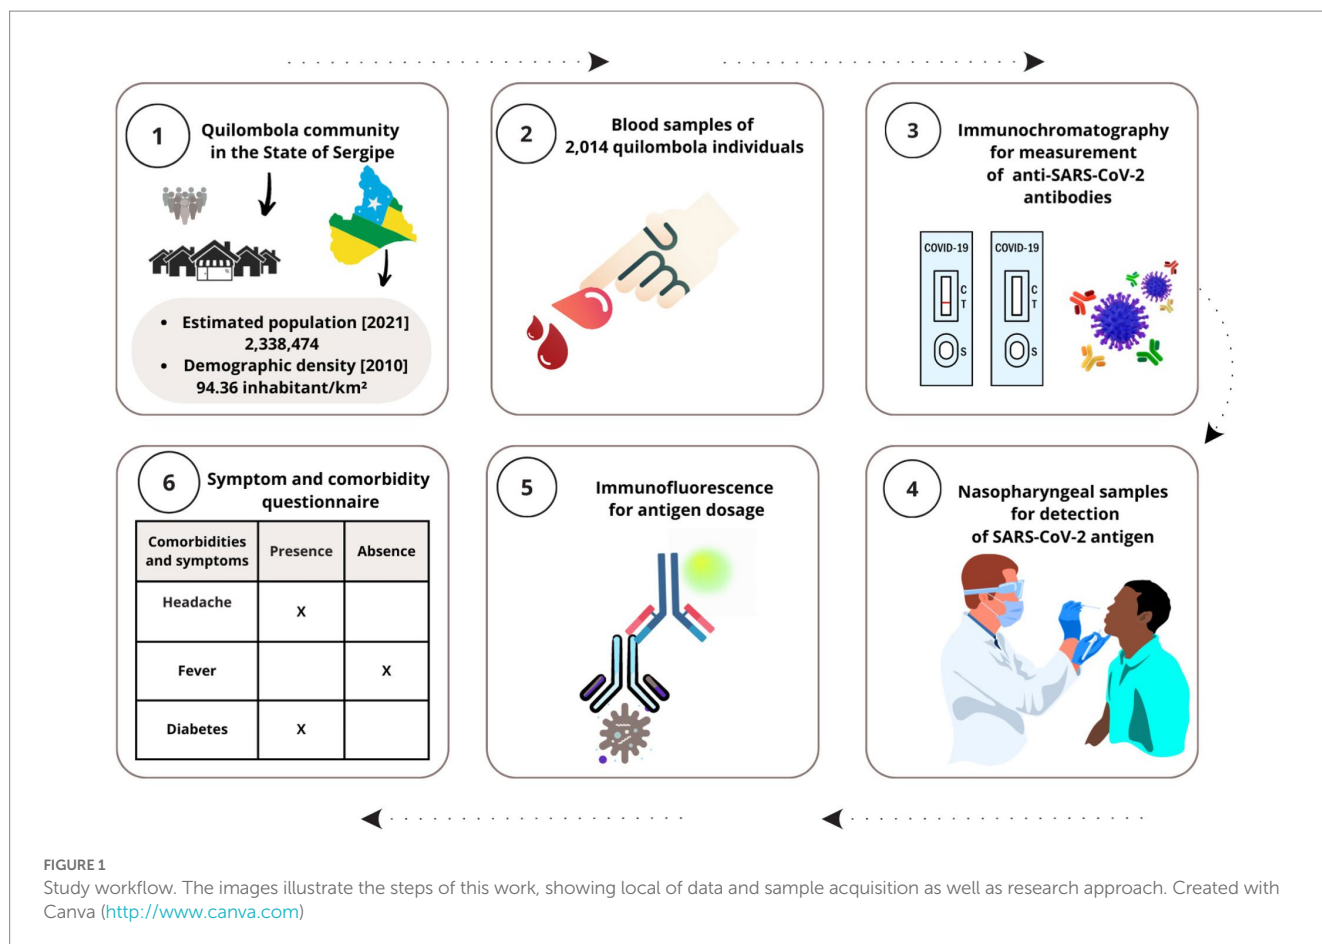 1
Quilombola community
in the State of Sergipe
• Estimated population [2021]
2,338,474
• Demographic density [2010]
94.36 inhabitant/km²
2
Blood samples of
2,014 quilombola individuals
3
Immunochromatography
for measurement
of anti-SARS-CoV-2
antibodies
COVID-19
C
T
S
COVID-19
C
T
S
4
Nasopharyngeal samples
for detection
of SARS-CoV-2 antigen
5
Immunofluorescence
for antigen dosage
6
Symptom and comorbidity
questionnaire
Comorbidities
and symptoms
Presence
Absence
Headache
X
Fever
X
Diabetes
X
FIGURE 1
Study workflow. The images illustrate the steps of this work, showing local of data and sample acquisition as well as research approach. Created with
Canva (http://www.canva.com)